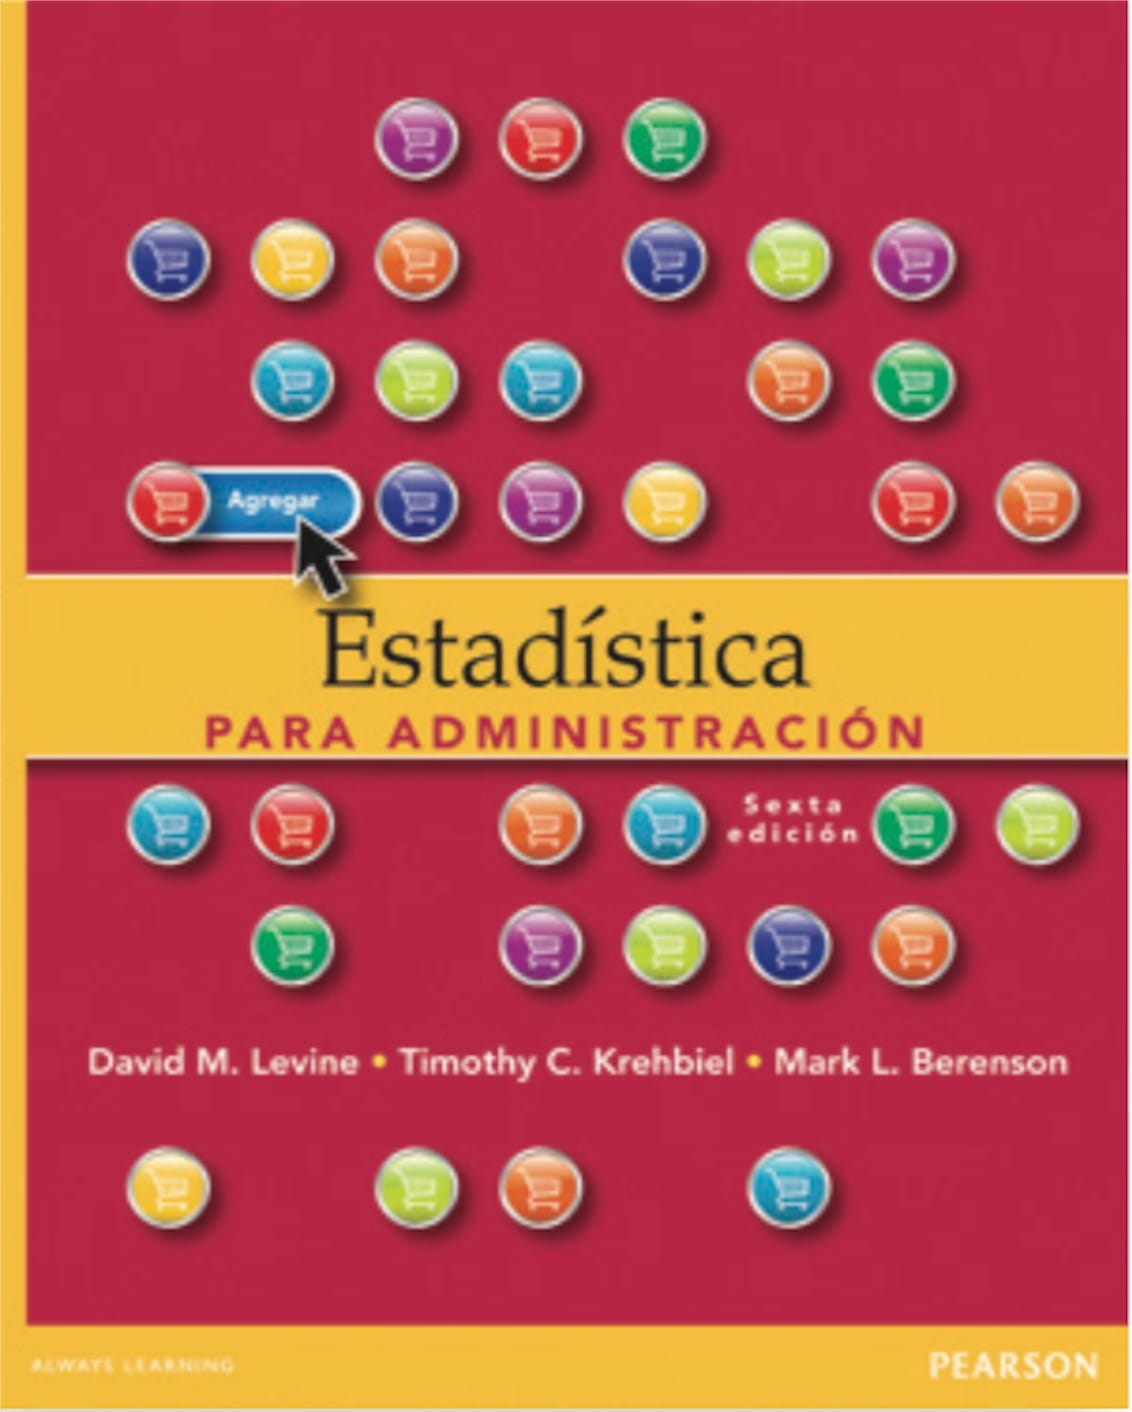 Agregar
Estadística
PARA ADMINISTRACIÓN
Sexta
edición
David M. Levine • Timothy C. Krehbiel • Mark L. Berenson
ALWAYS LEARNING
PEARSON